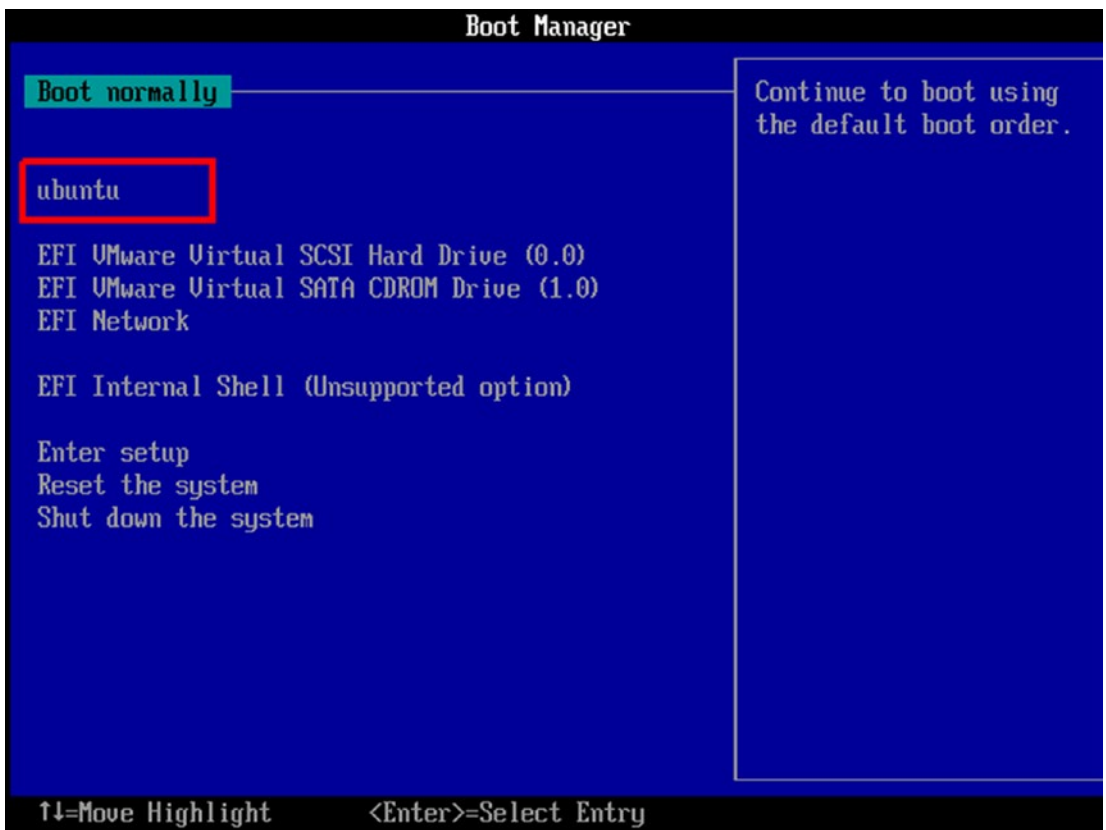 Boot Manager
Boot normally
Continue to boot using
the default boot order.
ubuntu
EFI VMware Virtual SCSI Hard Drive (0.0)
EFI VMware Virtual SATA CDROM Drive (1.0)
EFI Network
EFI Internal Shell (Unsupported option)
Enter setup
Reset the system
Shut down the system
↑↓=Move Highlight <Enter>=Select Entry